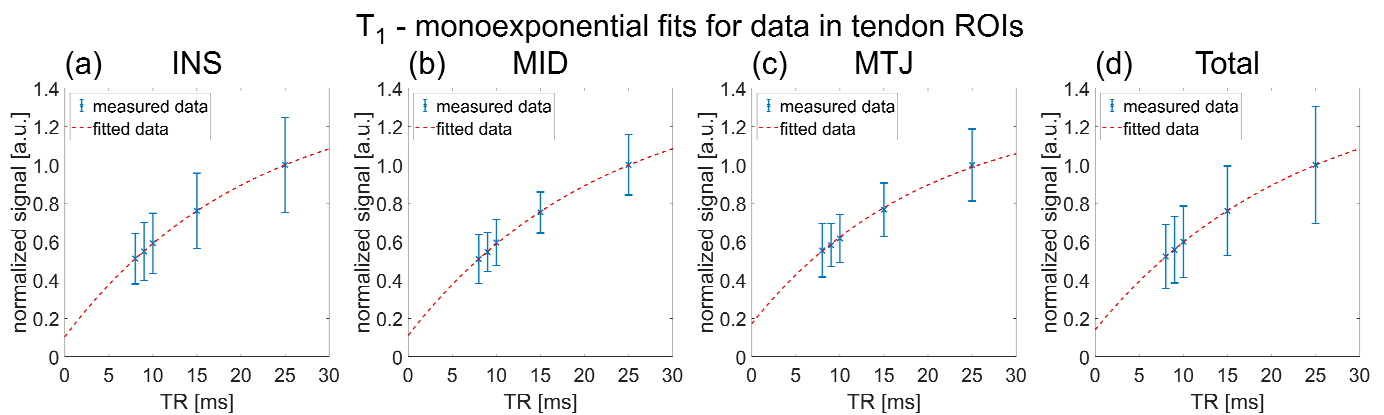 T1 - monoexponential fits for data in tendon ROIs
(a) INS
normalized signal [a.u.]
1.4
1.2
1.0
0.8
0.6
0.4
0.2
0
measured data
fitted data
0 5 10 15 20 25 30
TR [ms]
(b) MID
normalized signal [a.u.]
1.4
1.2
1.0
0.8
0.6
0.4
0.2
0
measured data
fitted data
0 5 10 15 20 25 30
TR [ms]
(c) MTJ
normalized signal [a.u.]
1.4
1.2
1.0
0.8
0.6
0.4
0.2
0
measured data
fitted data
0 5 10 15 20 25 30
TR [ms]
(d) Total
normalized signal [a.u.]
1.4
1.2
1.0
0.8
0.6
0.4
0.2
0
measured data
fitted data
0 5 10 15 20 25 30
TR [ms]